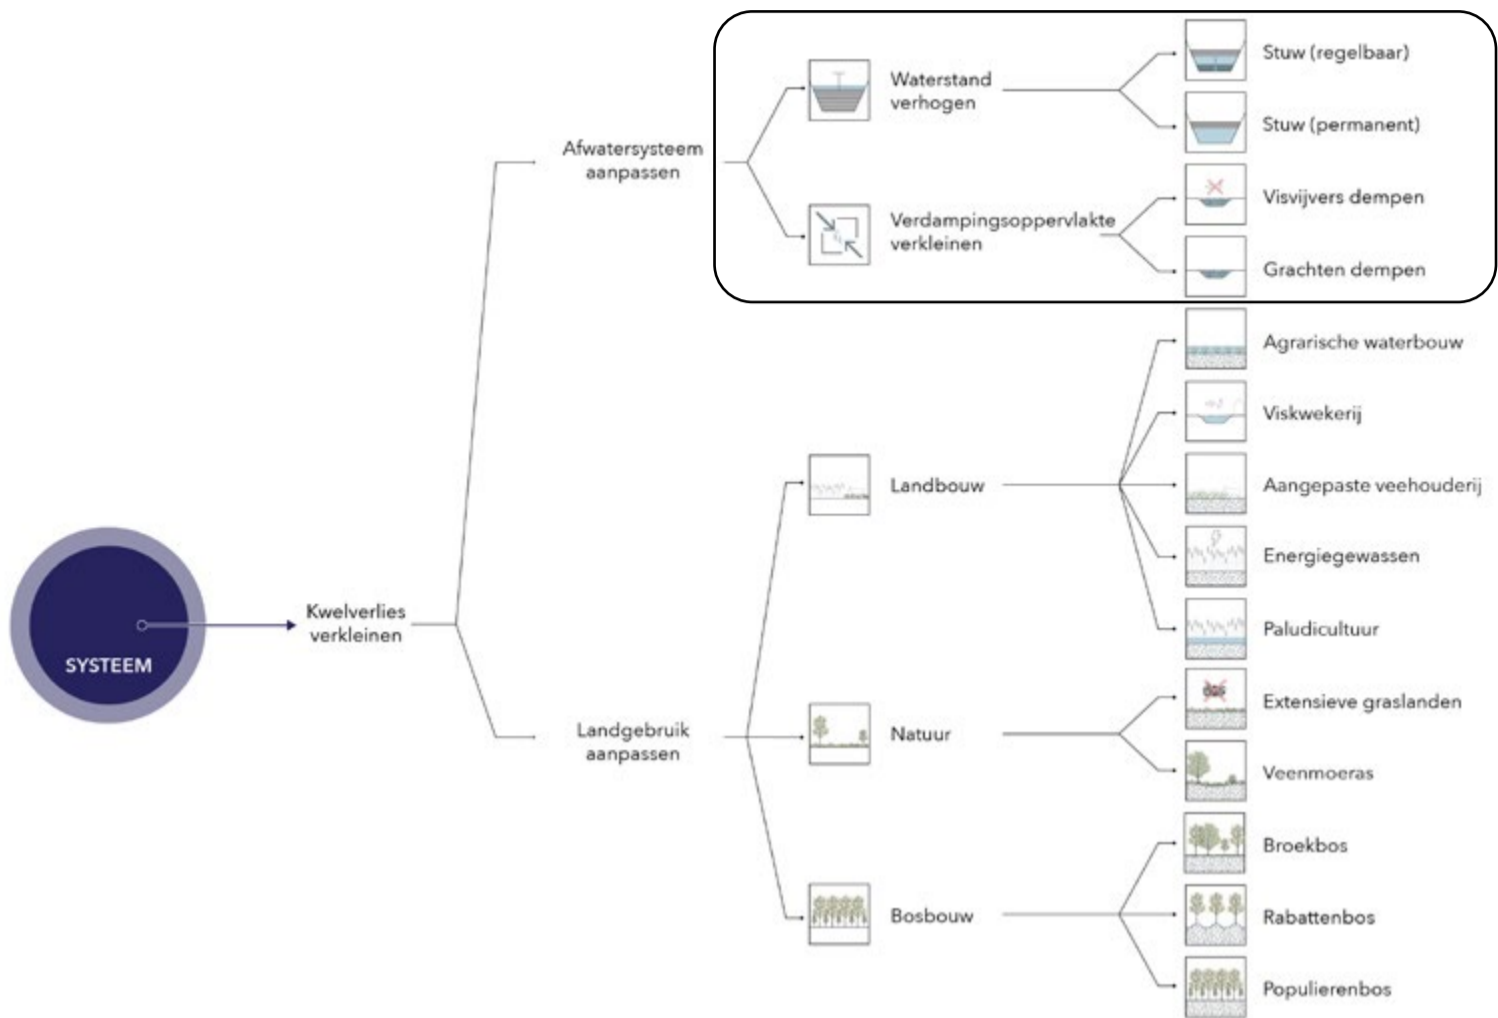 Stuw (regelbaar)
Waterstand
verhogen
Stuw (permanent)
Afwatersysteem
aanpassen
Visvijvers dempen
Verdampingsoppervlakte
verkleinen
Grachten dempen
Agrarische waterbouw
Viskwekerij
Landbouw
Aangepaste veehouderij
Energiegewassen
Kwelverlies
verkleinen
Paludicultuur
SYSTEEM
Extensieve graslanden
Landgebruik
aanpassen
Natuur
Veenmoeras
Broekbos
Bosbouw
Rabattenbos
Populierenbos